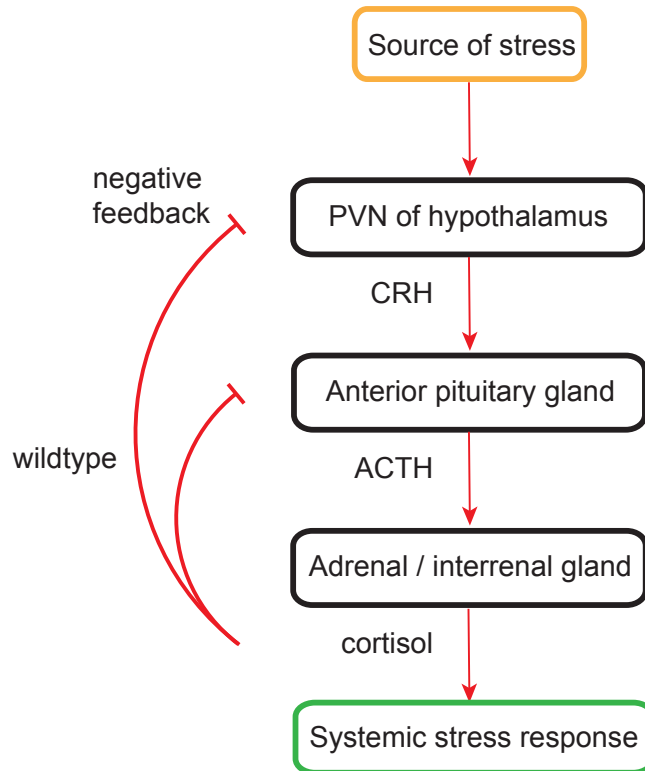 Source of stress
negative
feedback
PVN of hypothalamus
CRH
Anterior pituitary gland
wildtype
ACTH
Adrenal / interrenal gland
cortisol
Systemic stress response